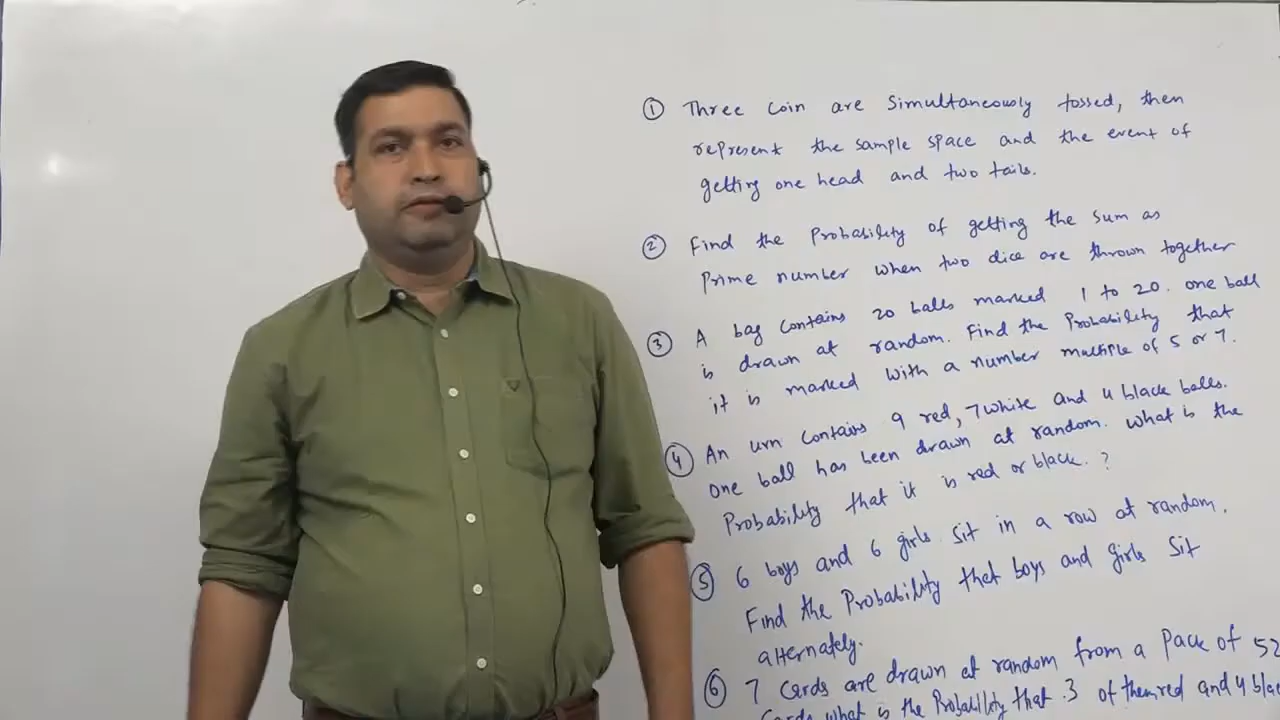 ① Three coin are simultaneously tossed, then
represent the sample space and the event of
getting one head and two tails.
② Find the Probability of getting the sum as
Prime number when two dice are thrown together
③ A bag contains 20 balls marked 1 to 20. one ball
is drawn at random. Find the Probability that
it is marked with a number multiple of 5 or 7.
④ An urn contains 9 red, 7 white and 4 black balls.
one ball has been drawn at random. what is the
Probability that it is red or black.?
⑤ 6 boys and 6 girls sit in a row at random.
Find the Probability that boys and girls sit
alternately.
⑥ 7 cards are drawn at random from a pack of 52
cards what is the Probability that 3 of them red and 4 blac